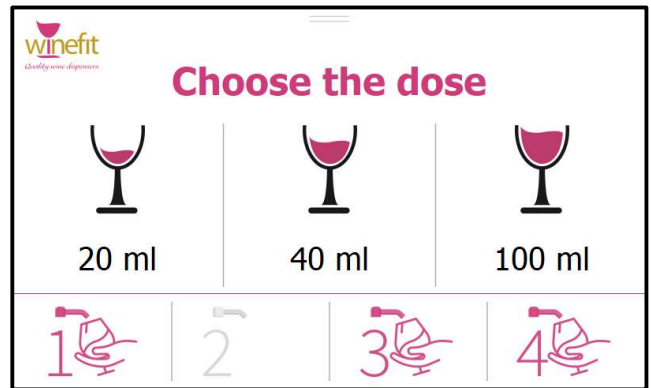 winefit
Quality wine dispensers
Choose the dose
20 ml
40 ml
100 ml
1
2
3
4